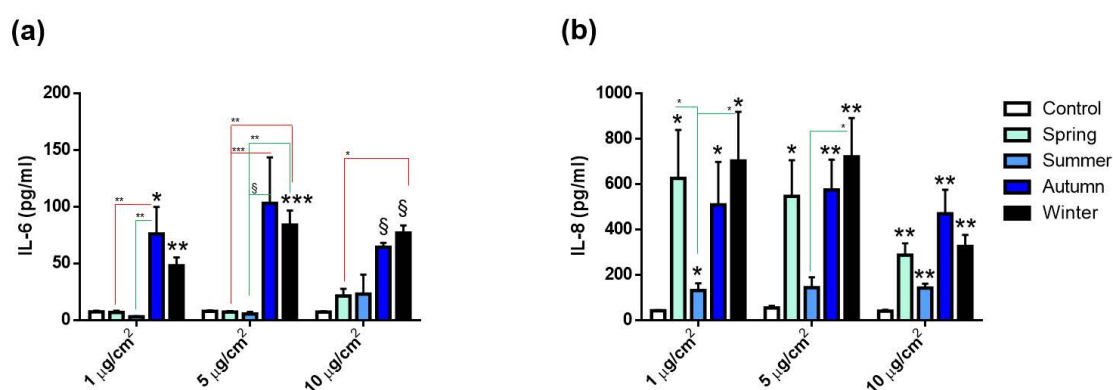 (a)
(b)
IL-6 (pg/ml)
200
150
100
50
0
**
**
*
**
**
***
**
§
***
*
§
§
1 µg/cm²
5 µg/cm²
10 µg/cm²
IL-8 (pg/ml)
1000
800
600
400
200
0
*
*
*
*
*
*
*
*
**
**
**
**
**
**
1 µg/cm²
5 µg/cm²
10 µg/cm²
Control
Spring
Summer
Autumn
Winter